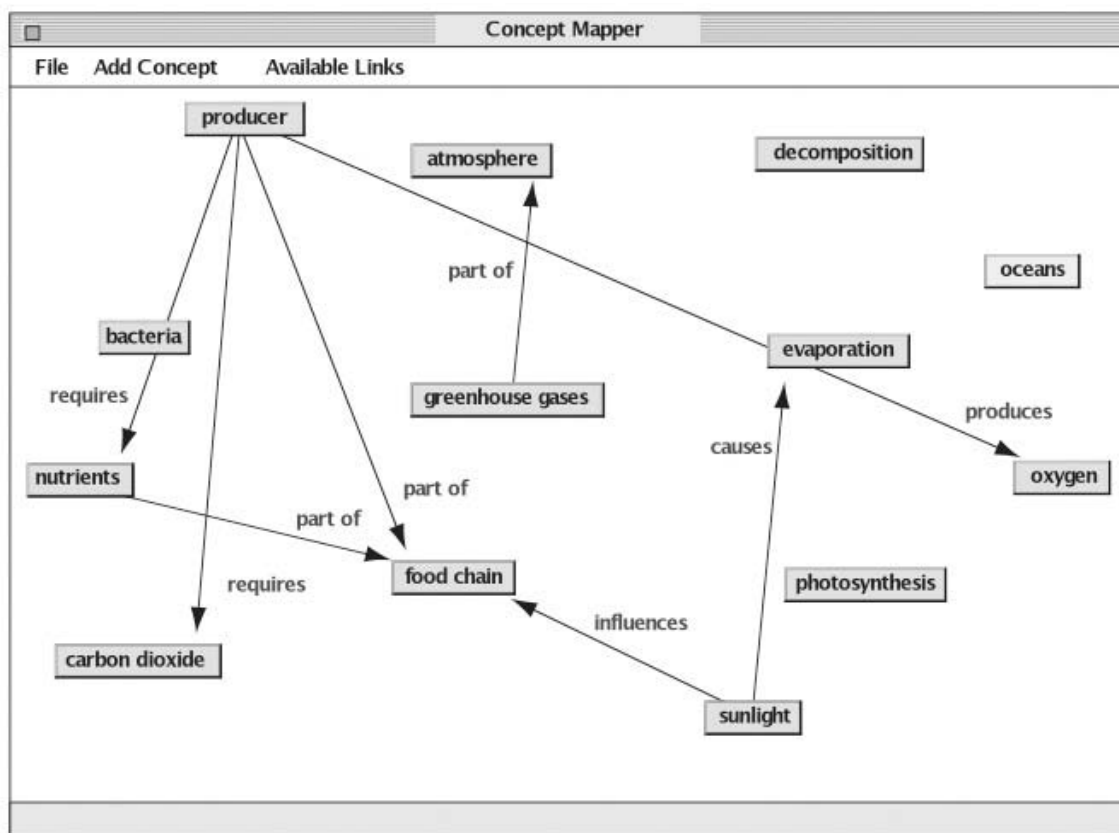 Concept Mapper
File Add Concept Available Links
producer
atmosphere
decomposition
part of
oceans
bacteria
evaporation
requires
greenhouse gases
produces
causes
nutrients
oxygen
part of
part of
food chain
photosynthesis
requires
influences
carbon dioxide
sunlight